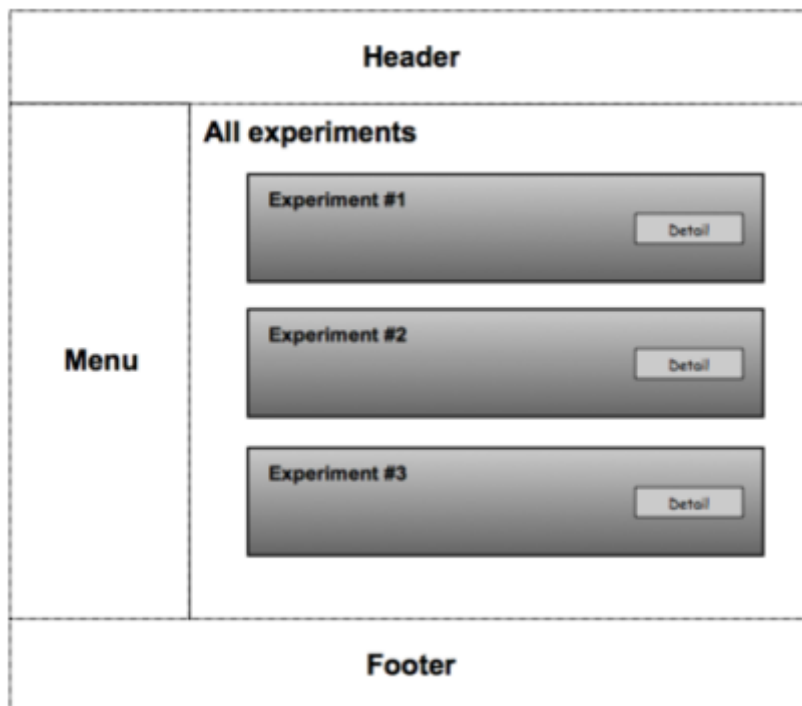 Header
All experiments
Experiment #1
Detail
Experiment #2
Detail
Menu
Experiment #3
Detail
Footer